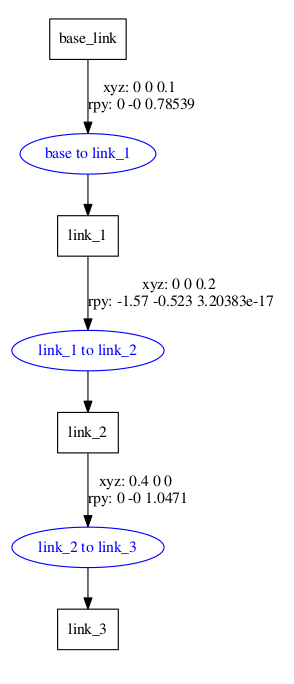 base_link
xyz: 0 0 0.1
rpy: 0 -0 0.78539
base to link_1
link_1
xyz: 0 0 0.2
rpy: -1.57 -0.523 3.20383e-17
link_1 to link_2
link_2
xyz: 0.4 0 0
rpy: 0 -0 1.0471
link_2 to link_3
link_3